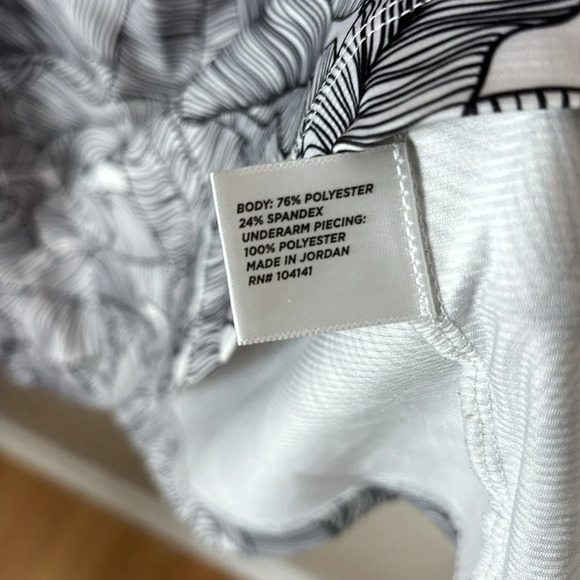 BODY: 76% POLYESTER
24% SPANDEX
UNDERARM PIECING:
100% POLYESTER
MADE IN JORDAN
RN# 104141